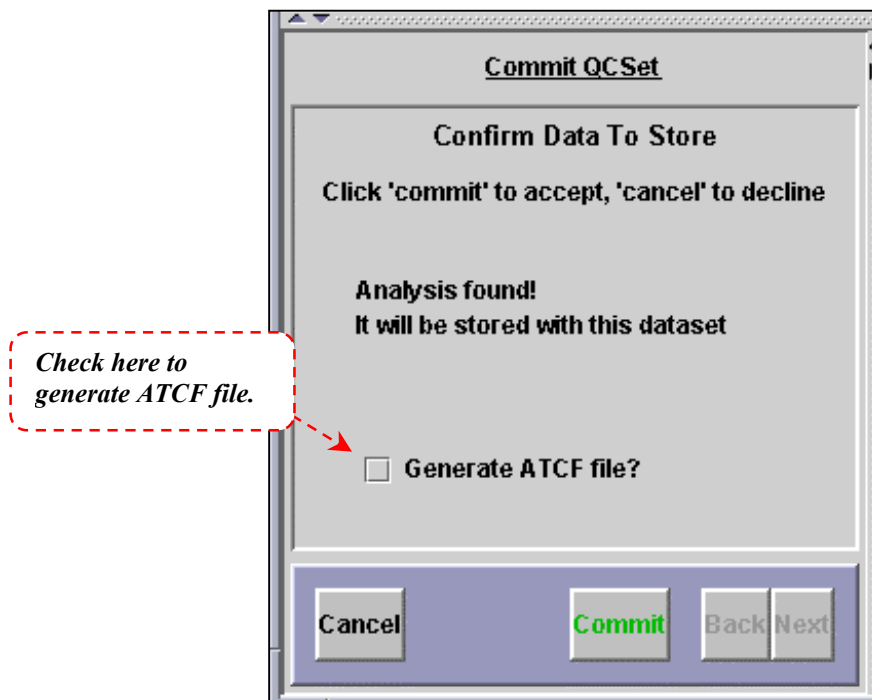 Commit QCSet
Confirm Data To Store
Click 'commit' to accept, 'cancel' to decline
Analysis found!
It will be stored with this dataset
Check here to
generate ATCF file.
Generate ATCF file?
Cancel
Commit
Back
Next